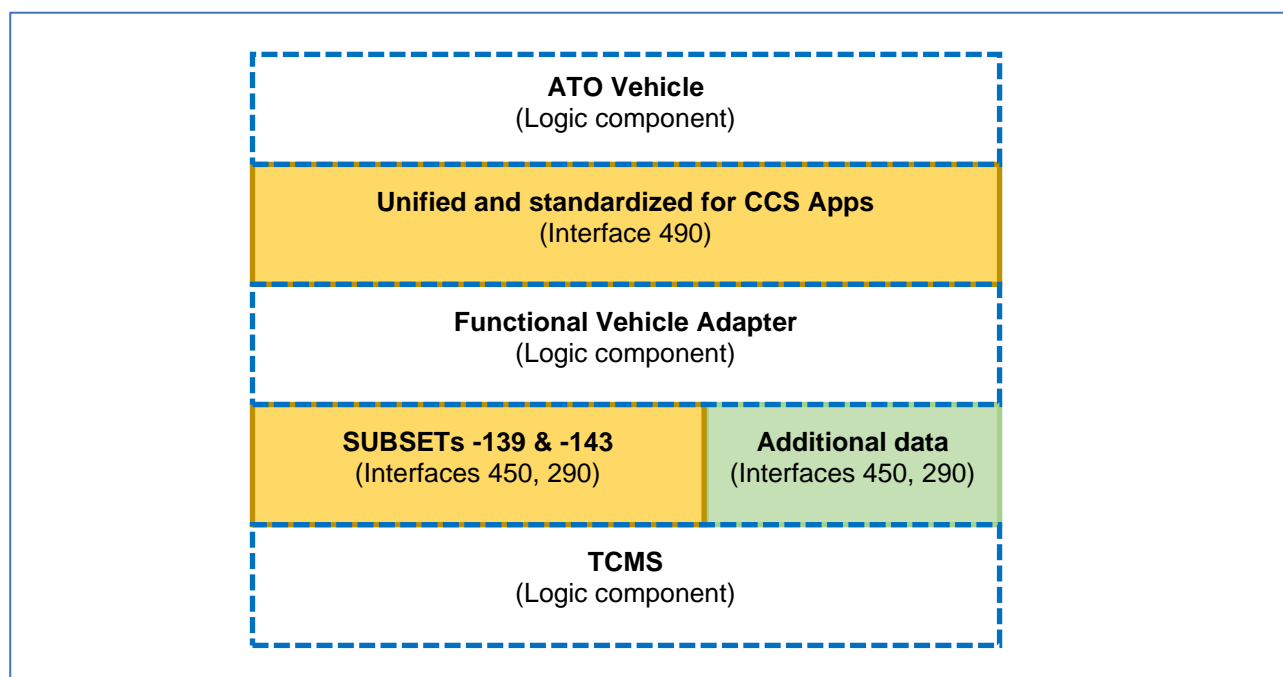 ATO Vehicle
(Logic component)
Unified and standardized for CCS Apps
(Interface 490)
Functional Vehicle Adapter
(Logic component)
SUBSETs -139 & -143
(Interfaces 450, 290)
Additional data
(Interfaces 450, 290)
TCMS
(Logic component)